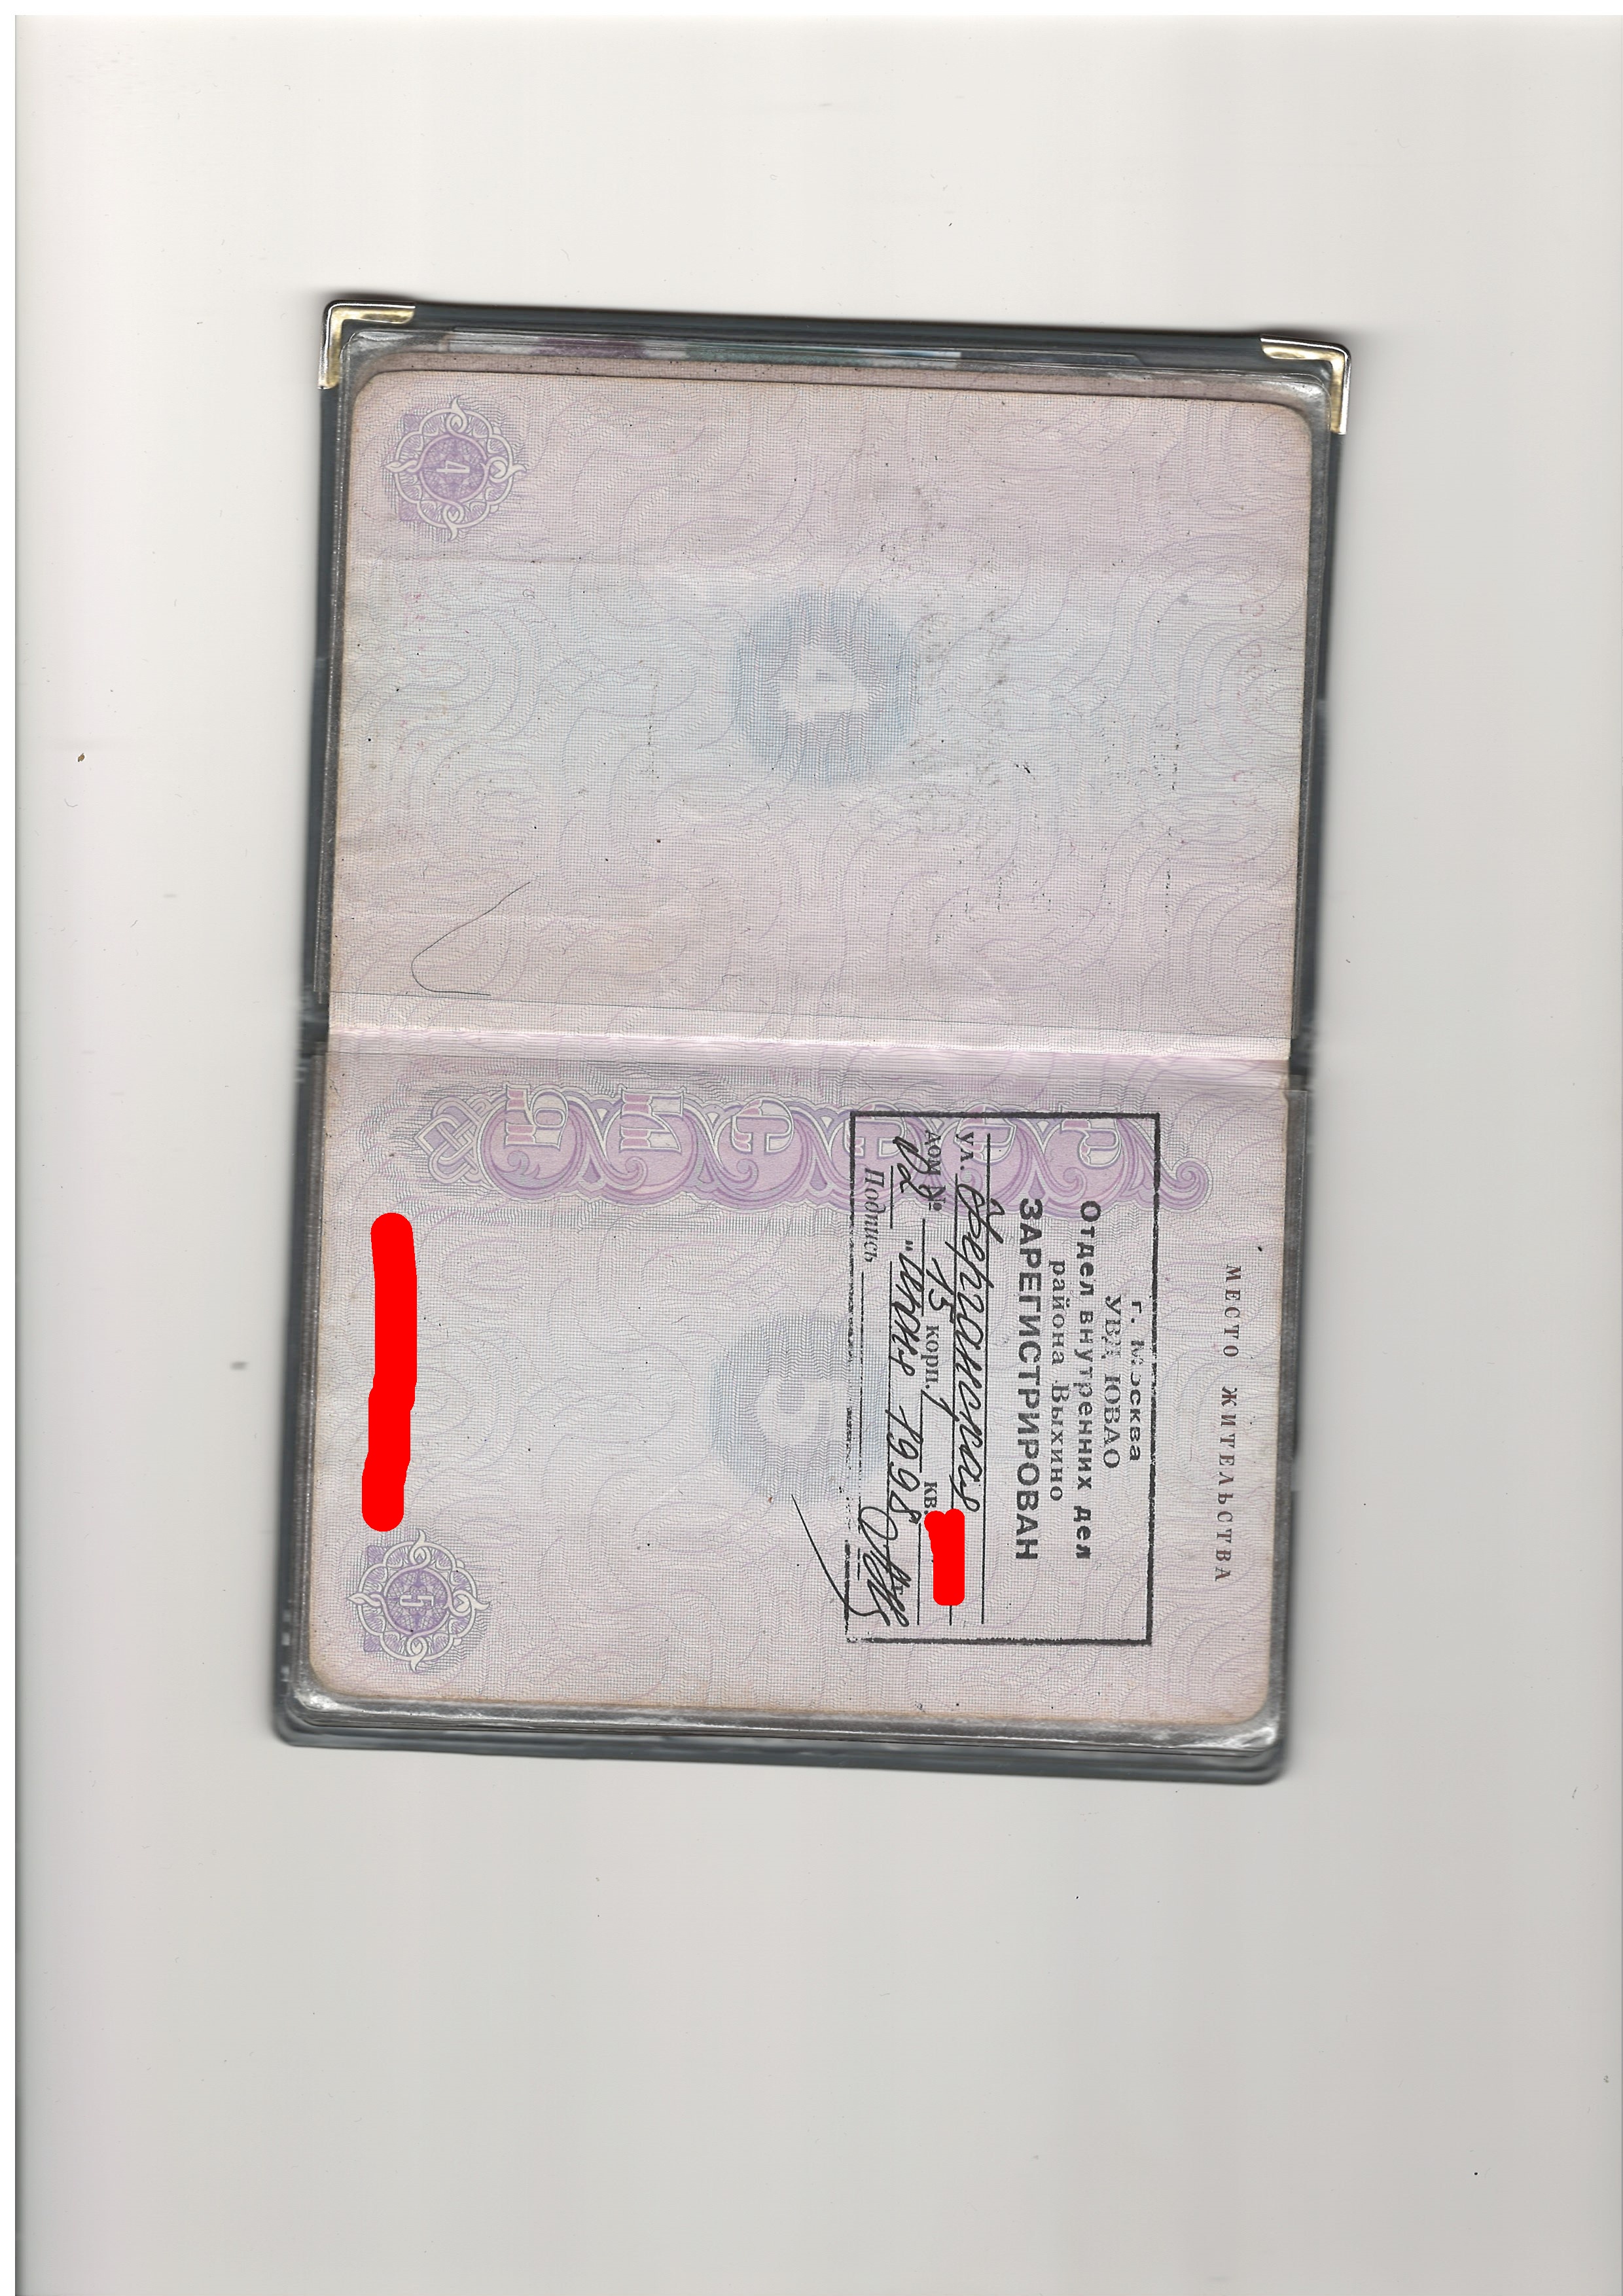 4
МЕСТО ЖИТЕЛЬСТВА
г. Москва
УВД ЮВАО
Отдел внутренних дел
района Выхино
ЗАРЕГИСТРИРОВАН
ул. Ферганская
дом № 15 корп. 1 кв.
02 " июня 1998
Подпись
5